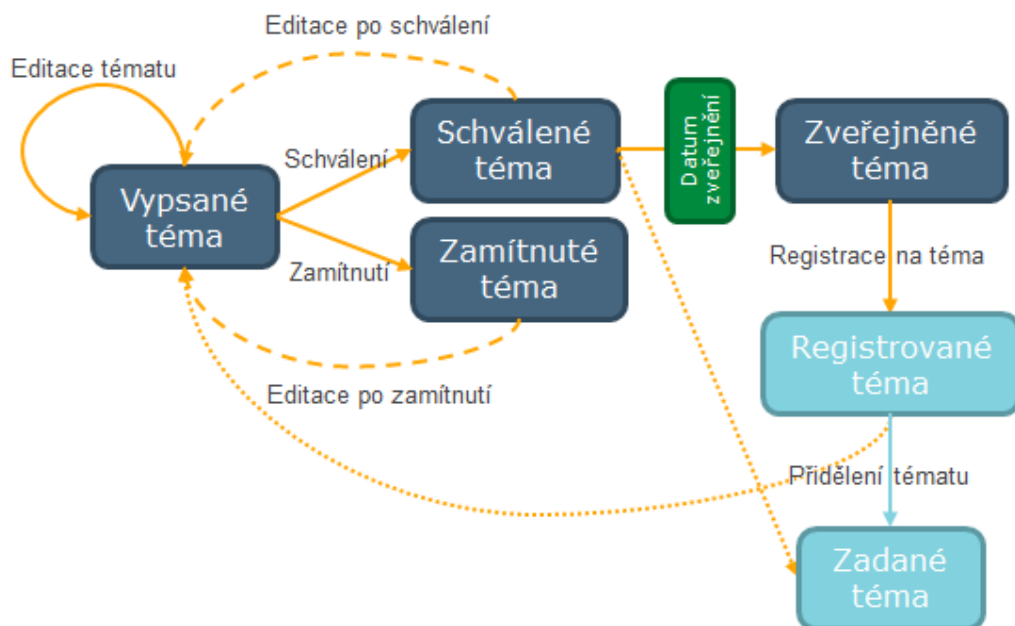 Editace po schválení
Editace tématu
Schválené
téma
Datum
zveřejnění
Zveřejněné
téma
Schválení
Vypsané
téma
Zamítnuté
téma
Zamítnutí
Registrace na téma
Registrované
téma
Editace po zamítnutí
Přidělení tématu
Zadané
téma